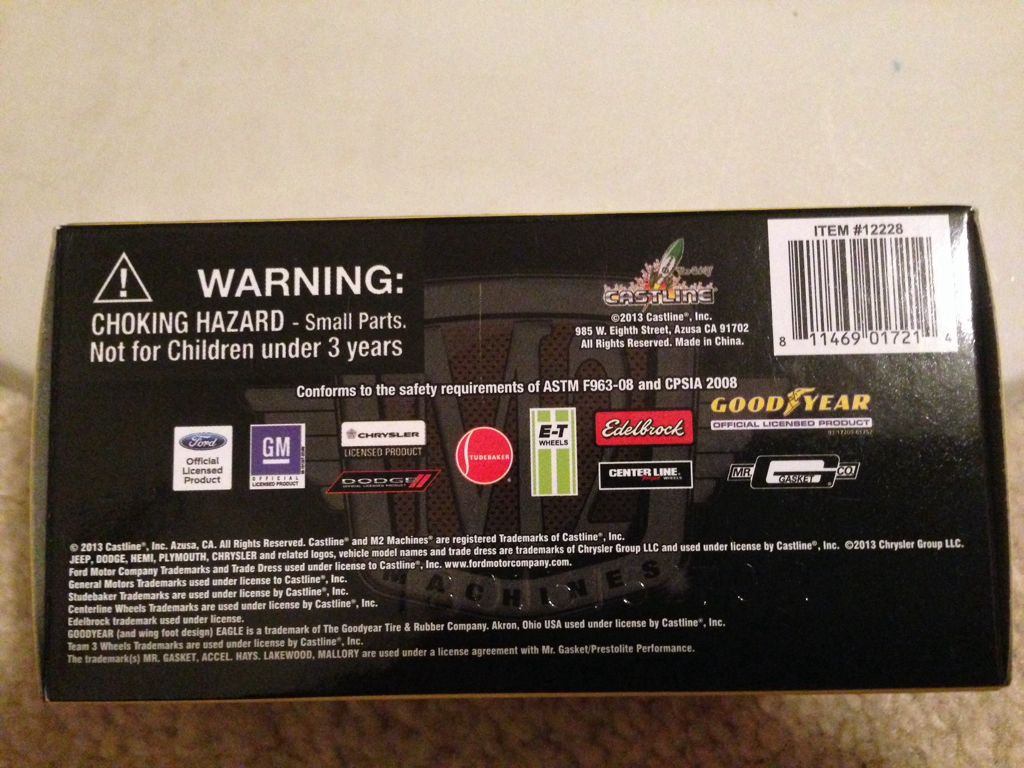 WARNING:
CHOKING HAZARD - Small Parts.
Not for Children under 3 years
CASTLINE
©2013 Castline®, Inc.
985 W. Eighth Street, Azusa CA 91702
All Rights Reserved. Made in China.
ITEM #12228
8 11469 01721 4
Conforms to the safety requirements of ASTM F963-08 and CPSIA 2008
Ford
Official
Licensed
Product
GM
OFFICIAL
LICENSED PRODUCT
CHRYSLER
LICENSED PRODUCT
DODGE
OFFICIAL LICENSED PRODUCT
STUDEBAKER
E-T
WHEELS
Edelbrock
CENTER LINE
WHEELS
GOODYEAR
OFFICIAL LICENSED PRODUCT
MR. GASKET CO.
M2
MACHINES
© 2013 Castline®, Inc. Azusa, CA. All Rights Reserved. Castline® and M2 Machines® are registered Trademarks of Castline®, Inc.
JEEP, DODGE, HEMI, PLYMOUTH, CHRYSLER and related logos, vehicle model names and trade dress are trademarks of Chrysler Group LLC and used under license by Castline®, Inc. ©2013 Chrysler Group LLC.
Ford Motor Company Trademarks and Trade Dress used under license to Castline®, Inc. www.fordmotorcompany.com.
General Motors Trademarks used under license to Castline®, Inc.
Studebaker Trademarks are used under license by Castline®, Inc.
Centerline Wheels Trademarks are used under license by Castline®, Inc.
Edelbrock trademark used under license.
GOODYEAR (and wing foot design) EAGLE is a trademark of The Goodyear Tire & Rubber Company. Akron, Ohio USA used under license by Castline®, Inc.
Team 3 Wheels Trademarks are used under license by Castline®, Inc.
The trademark(s) MR. GASKET, ACCEL. HAYS. LAKEWOOD, MALLORY are used under a license agreement with Mr. Gasket/Prestolite Performance.